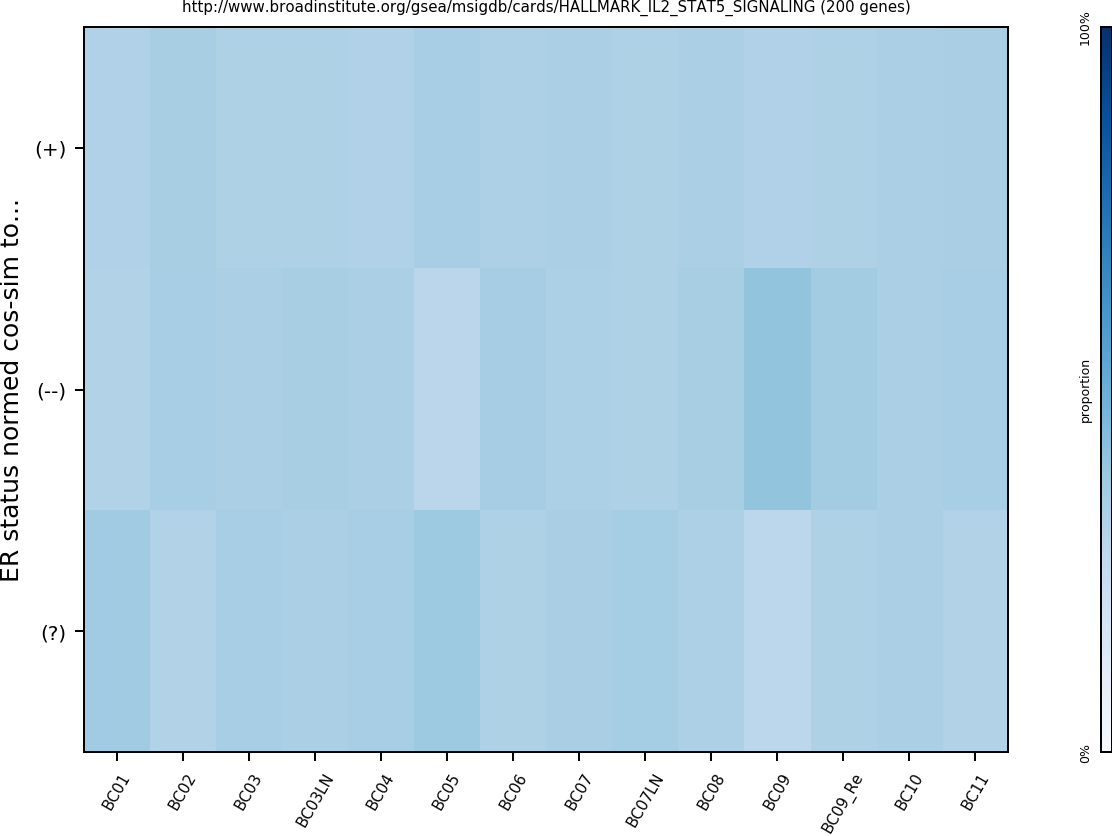 http://www.broadinstitute.org/gsea/msigdb/cards/HALLMARK_IL2_STAT5_SIGNALING (200 genes)
ER status normed cos-sim to...
(+)
(--)
(?)
BC01
BC02
BC03
BC03LN
BC04
BC05
BC06
BC07
BC07LN
BC08
BC09
BC09_Re
BC10
BC11
100%
proportion
0%